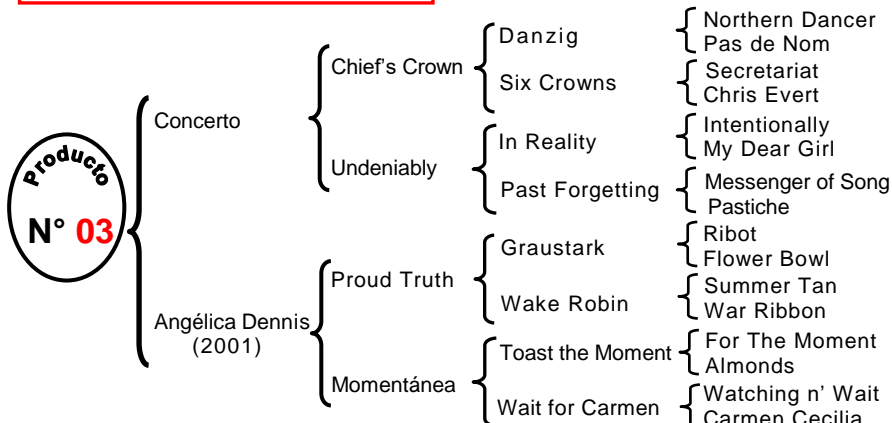 Producto
N° 03
Concerto
Angélica Dennis
(2001)
Chief's Crown
Undeniably
Proud Truth
Momentánea
Danzig
Six Crowns
In Reality
Past Forgetting
Graustark
Wake Robin
Toast the Moment
Wait for Carmen
Northern Dancer
Pas de Nom
Secretariat
Chris Evert
Intentionally
My Dear Girl
Messenger of Song
Pastiche
Ribot
Flower Bowl
Summer Tan
War Ribbon
For The Moment
Almonds
Watching n' Wait
Carmen Cecilia